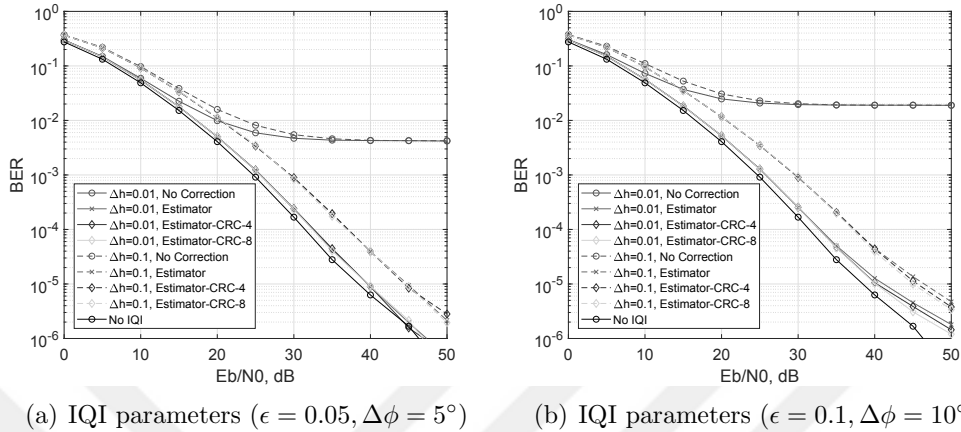 10^0
10^-1
10^-2
10^-3
10^-4
10^-5
10^-6
BER
Δh=0.01, No Correction
Δh=0.01, Estimator
Δh=0.01, Estimator-CRC-4
Δh=0.01, Estimator-CRC-8
Δh=0.1, No Correction
Δh=0.1, Estimator
Δh=0.1, Estimator-CRC-4
Δh=0.1, Estimator-CRC-8
No IQI
0 10 20 30 40 50
Eb/N0, dB
(a) IQI parameters (ϵ = 0.05, Δϕ = 5°)
10^0
10^-1
10^-2
10^-3
10^-4
10^-5
10^-6
BER
Δh=0.01, No Correction
Δh=0.01, Estimator
Δh=0.01, Estimator-CRC-4
Δh=0.01, Estimator-CRC-8
Δh=0.1, No Correction
Δh=0.1, Estimator
Δh=0.1, Estimator-CRC-4
Δh=0.1, Estimator-CRC-8
No IQI
0 10 20 30 40 50
Eb/N0, dB
(b) IQI parameters (ϵ = 0.1, Δϕ = 10°